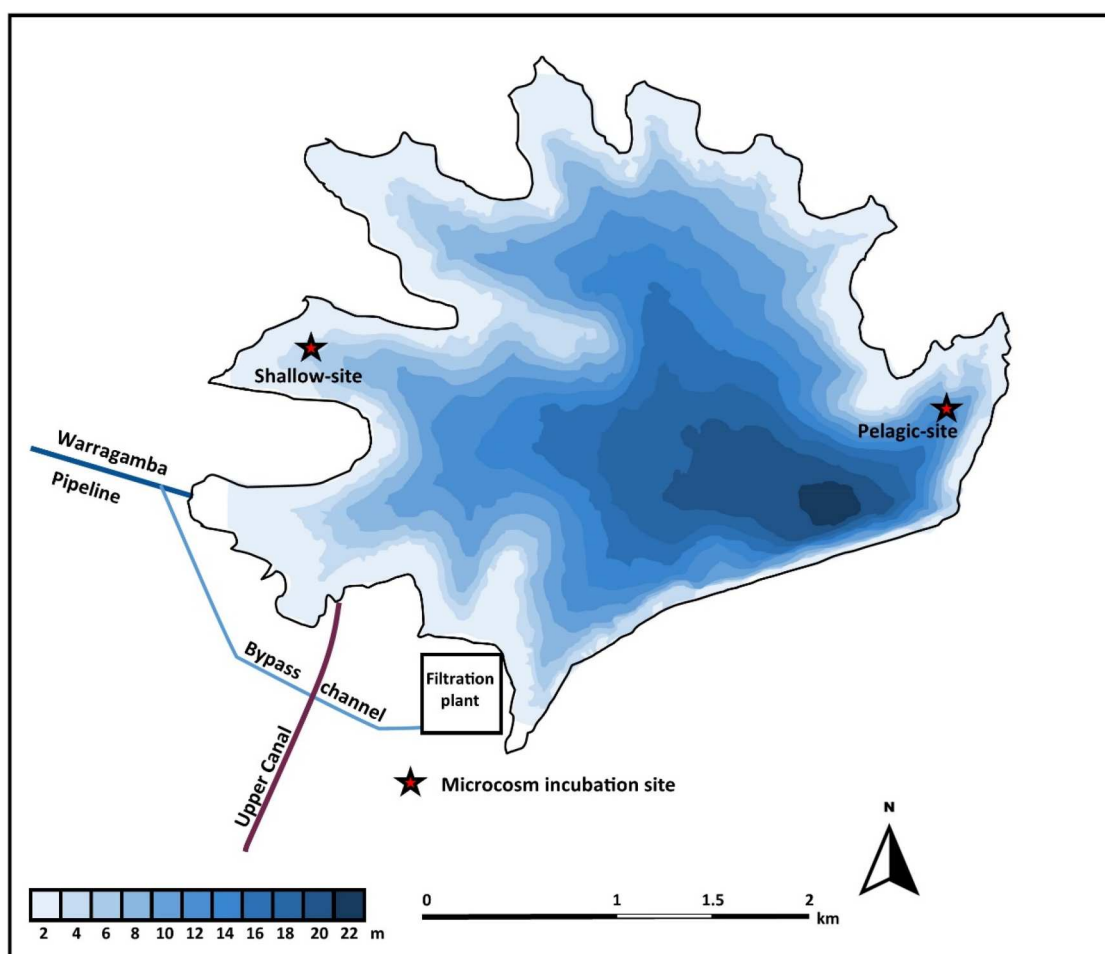 Shallow-site
Pelagic-site
Warragamba
Pipeline
Bypass channel
Filtration
plant
Upper Canal
Microcosm incubation site
N
0 1 1.5 2
km
2 4 6 8 10 12 14 16 18 20 22 m